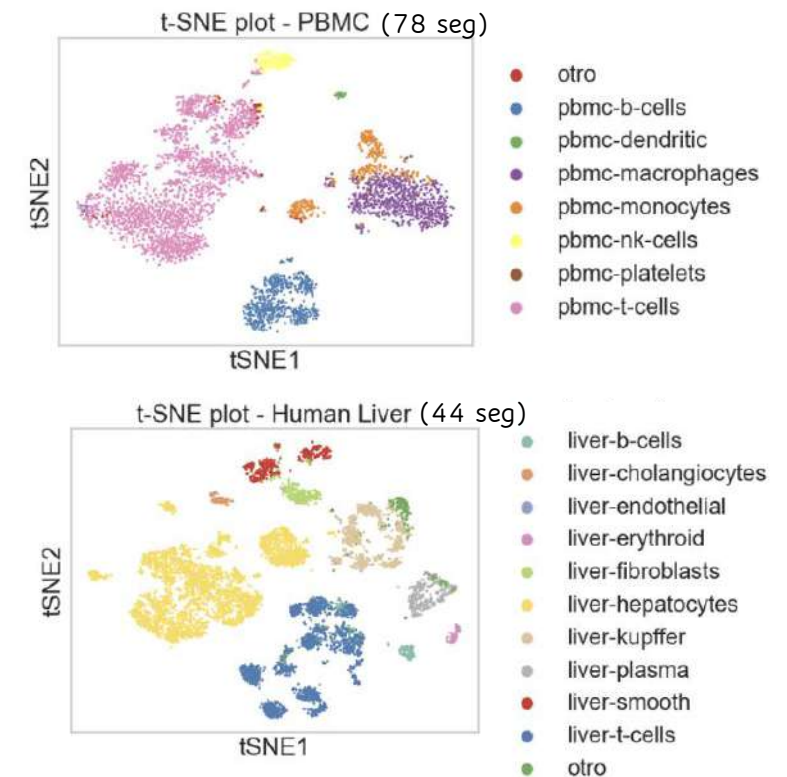 t-SNE plot - PBMC (78 seg)
tSNE2
tSNE1
otro
pbmc-b-cells
pbmc-dendritic
pbmc-macrophages
pbmc-monocytes
pbmc-nk-cells
pbmc-platelets
pbmc-t-cells
t-SNE plot - Human Liver (44 seg)
tSNE2
tSNE1
liver-b-cells
liver-cholangiocytes
liver-endothelial
liver-erythroid
liver-fibroblasts
liver-hepatocytes
liver-kupffer
liver-plasma
liver-smooth
liver-t-cells
otro